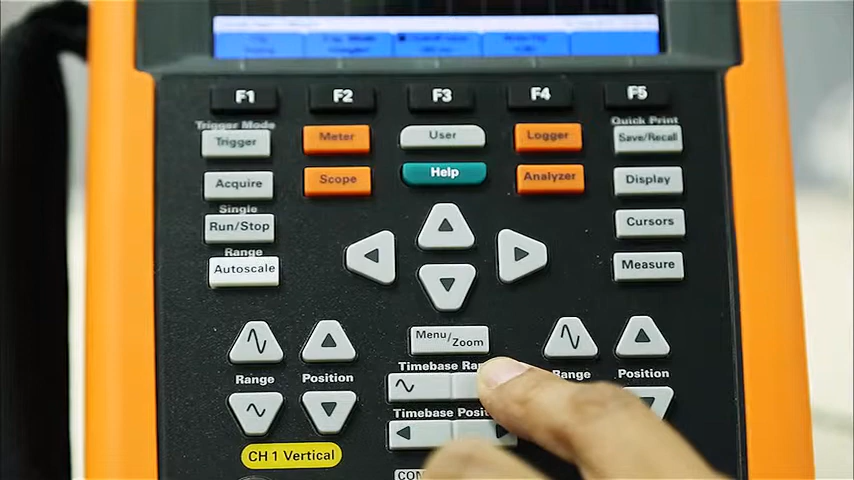 F1 F2 F3 F4 F5
Trigger Mode Quick Print
Trigger Meter User Logger Save/Recall
Acquire Scope Help Analyzer Display
Single
Run/Stop Cursors
Range
Autoscale Measure
Menu/Zoom
Timebase
Range Position Range Position
Timebase
CH 1 Vertical